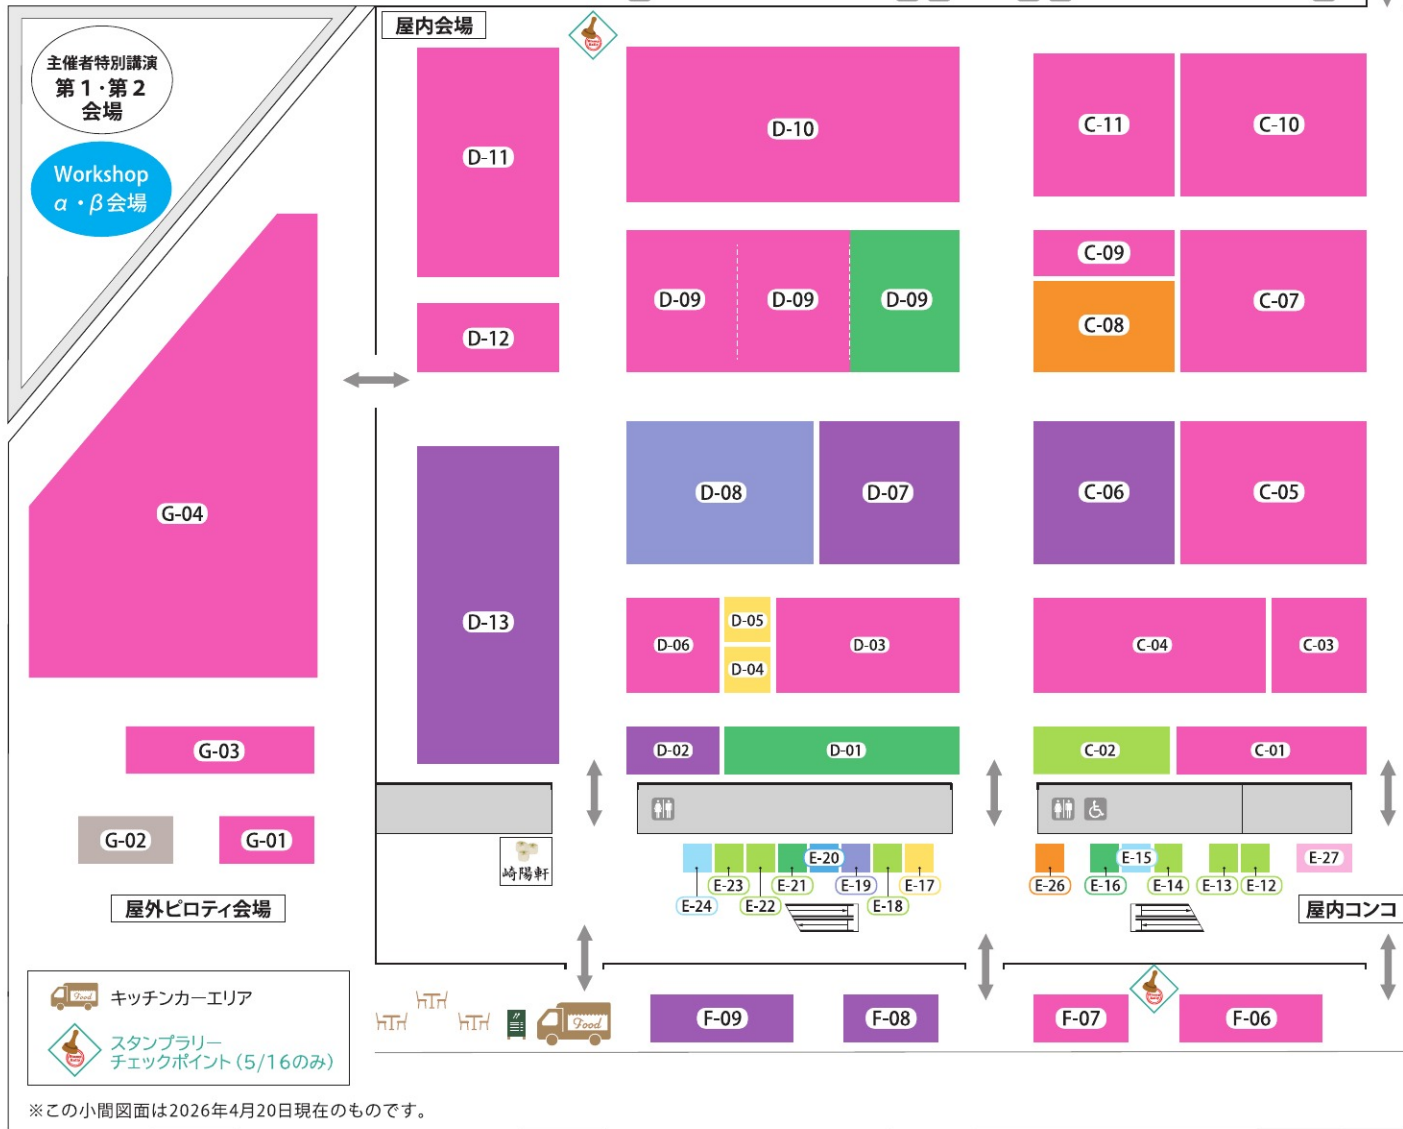 屋内会場
主催者特別講演
第1・第2
会場
Workshop
α・β会場
D-11
D-10
C-11
C-10
D-12
D-09
D-09
D-09
C-09
C-08
C-07
G-04
D-13
D-08
D-07
C-06
C-05
D-06
D-05
D-04
D-03
C-04
C-03
G-03
D-02
D-01
C-02
C-01
G-02
G-01
崎陽軒
E-24
E-23
E-22
E-21
E-20
E-19
E-18
E-17
E-26
E-16
E-15
E-14
E-13
E-12
E-27
屋外ピロティ会場
屋内コンコ
Food
キッチンカーエリア
スタンプラリー
チェックポイント（5/16のみ）
Food
F-09
F-08
F-07
F-06
※この小間図面は2026年4月20日現在のものです。